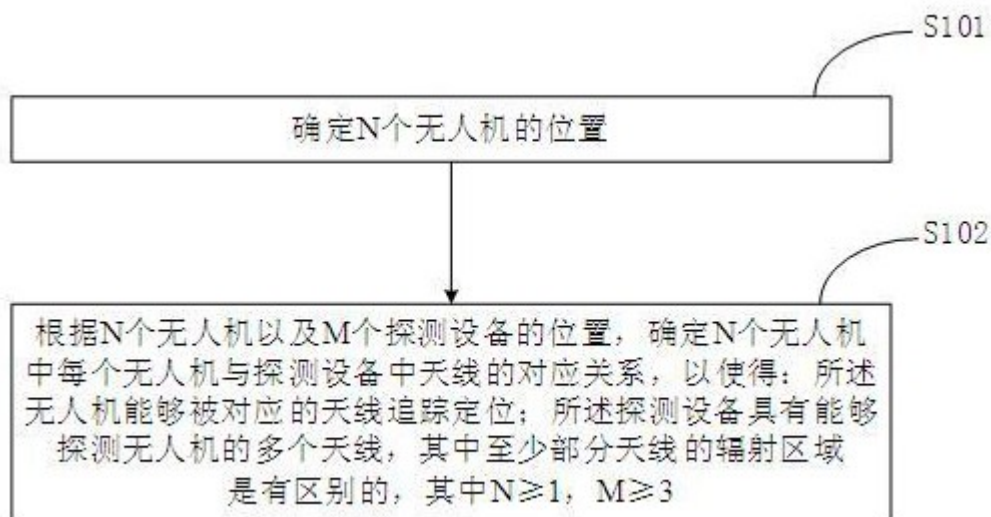 S101
确定N个无人机的位置
S102
根据N个无人机以及M个探测设备的位置，确定N个无人机
中每个无人机与探测设备中天线的对应关系，以使得：所述
无人机能够被对应的天线追踪定位；所述探测设备具有能够
探测无人机的多个天线，其中至少部分天线的辐射区域
是有区别的，其中N≥1，M≥3